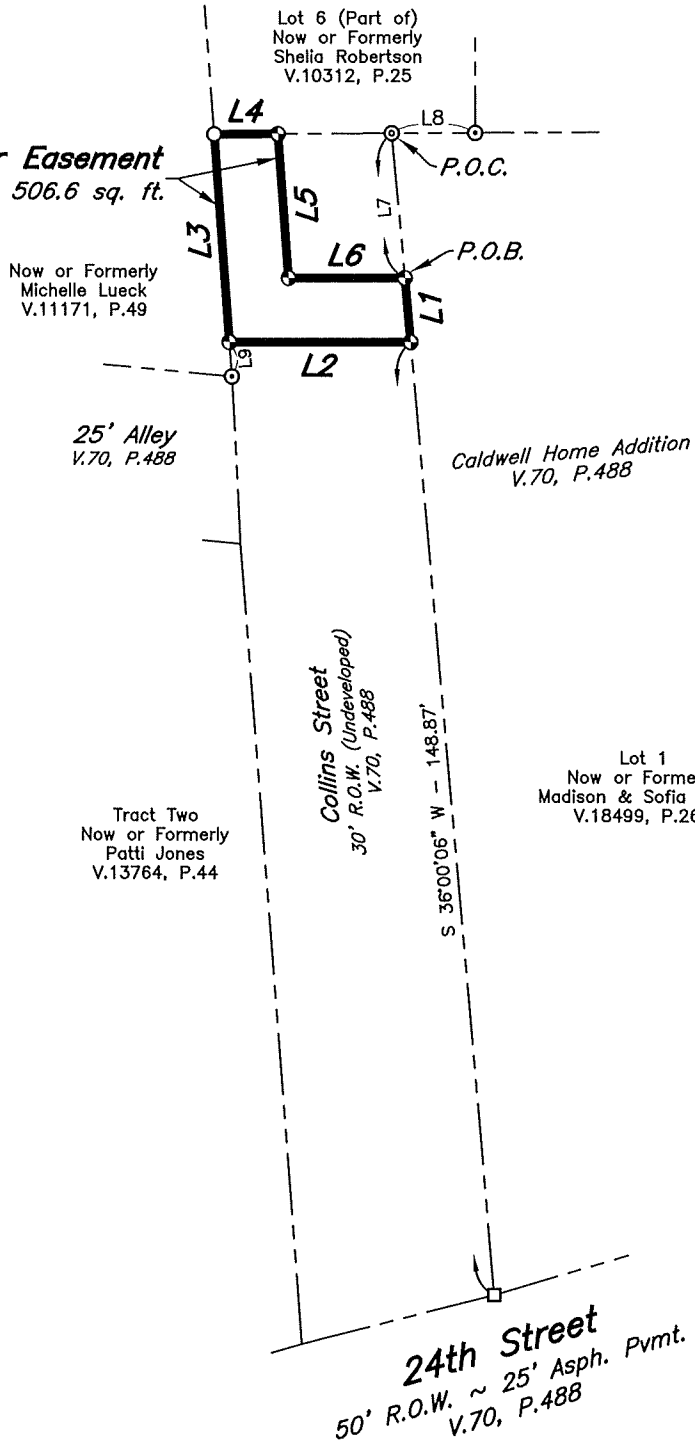 Lot 6 (Part of)
Now or Formerly
Shelia Robertson
V.10312, P.25
L4
L8
r Easement
506.6 sq. ft.
P.O.C.
L7
L5
L3
Now or Formerly
Michelle Lueck
V.11171, P.49
L6
P.O.B.
L1
L2
L9
25' Alley
V.70, P.488
Caldwell Home Addition
V.70, P.488
Collins Street
30' R.O.W. (Undeveloped)
V.70, P.488
S 36°00'06" W - 148.87'
Lot 1
Now or Forme
Madison & Sofia
V.18499, P.26
Tract Two
Now or Formerly
Patti Jones
V.13764, P.44
24th Street
50' R.O.W. ~ 25' Asph. Pvmt.
V.70, P.488